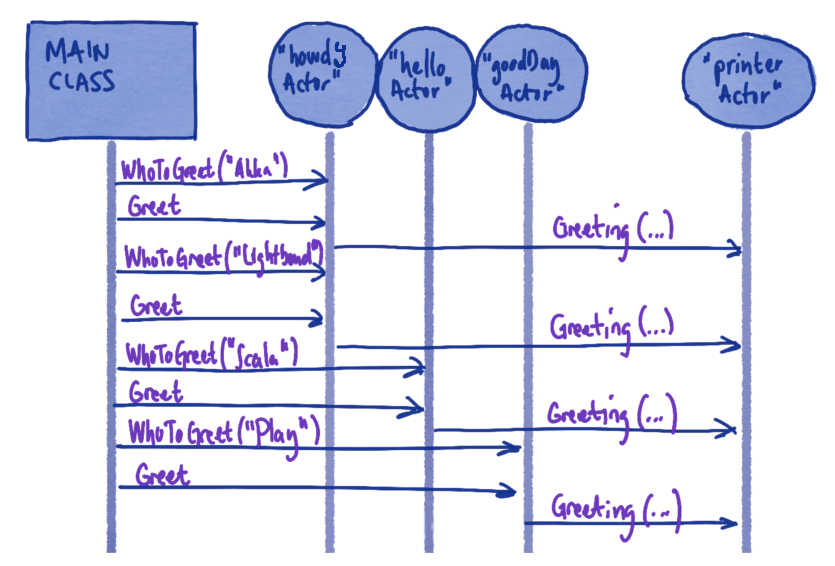 MAIN
CLASS
"howdy
Actor"
"hello
Actor"
"goodDay
Actor"
"printer
Actor"
WhoToGreet("Akka")
Greet
Greeting (...)
WhoToGreet("Lightbend")
Greet
Greeting (...)
WhoToGreet("Scala")
Greet
Greeting (...)
WhoToGreet("Play")
Greet
Greeting (...)